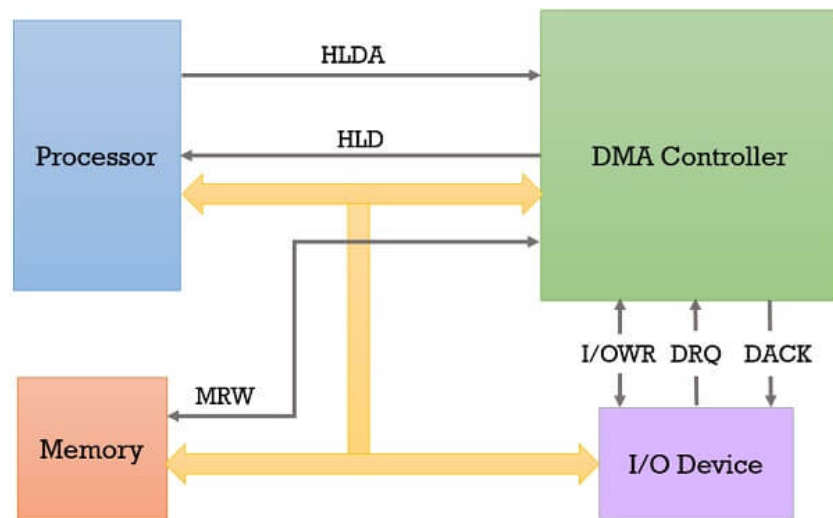 HLDA
Processor
HLD
DMA Controller
I/OWR
DRQ
DACK
MRW
Memory
I/O Device